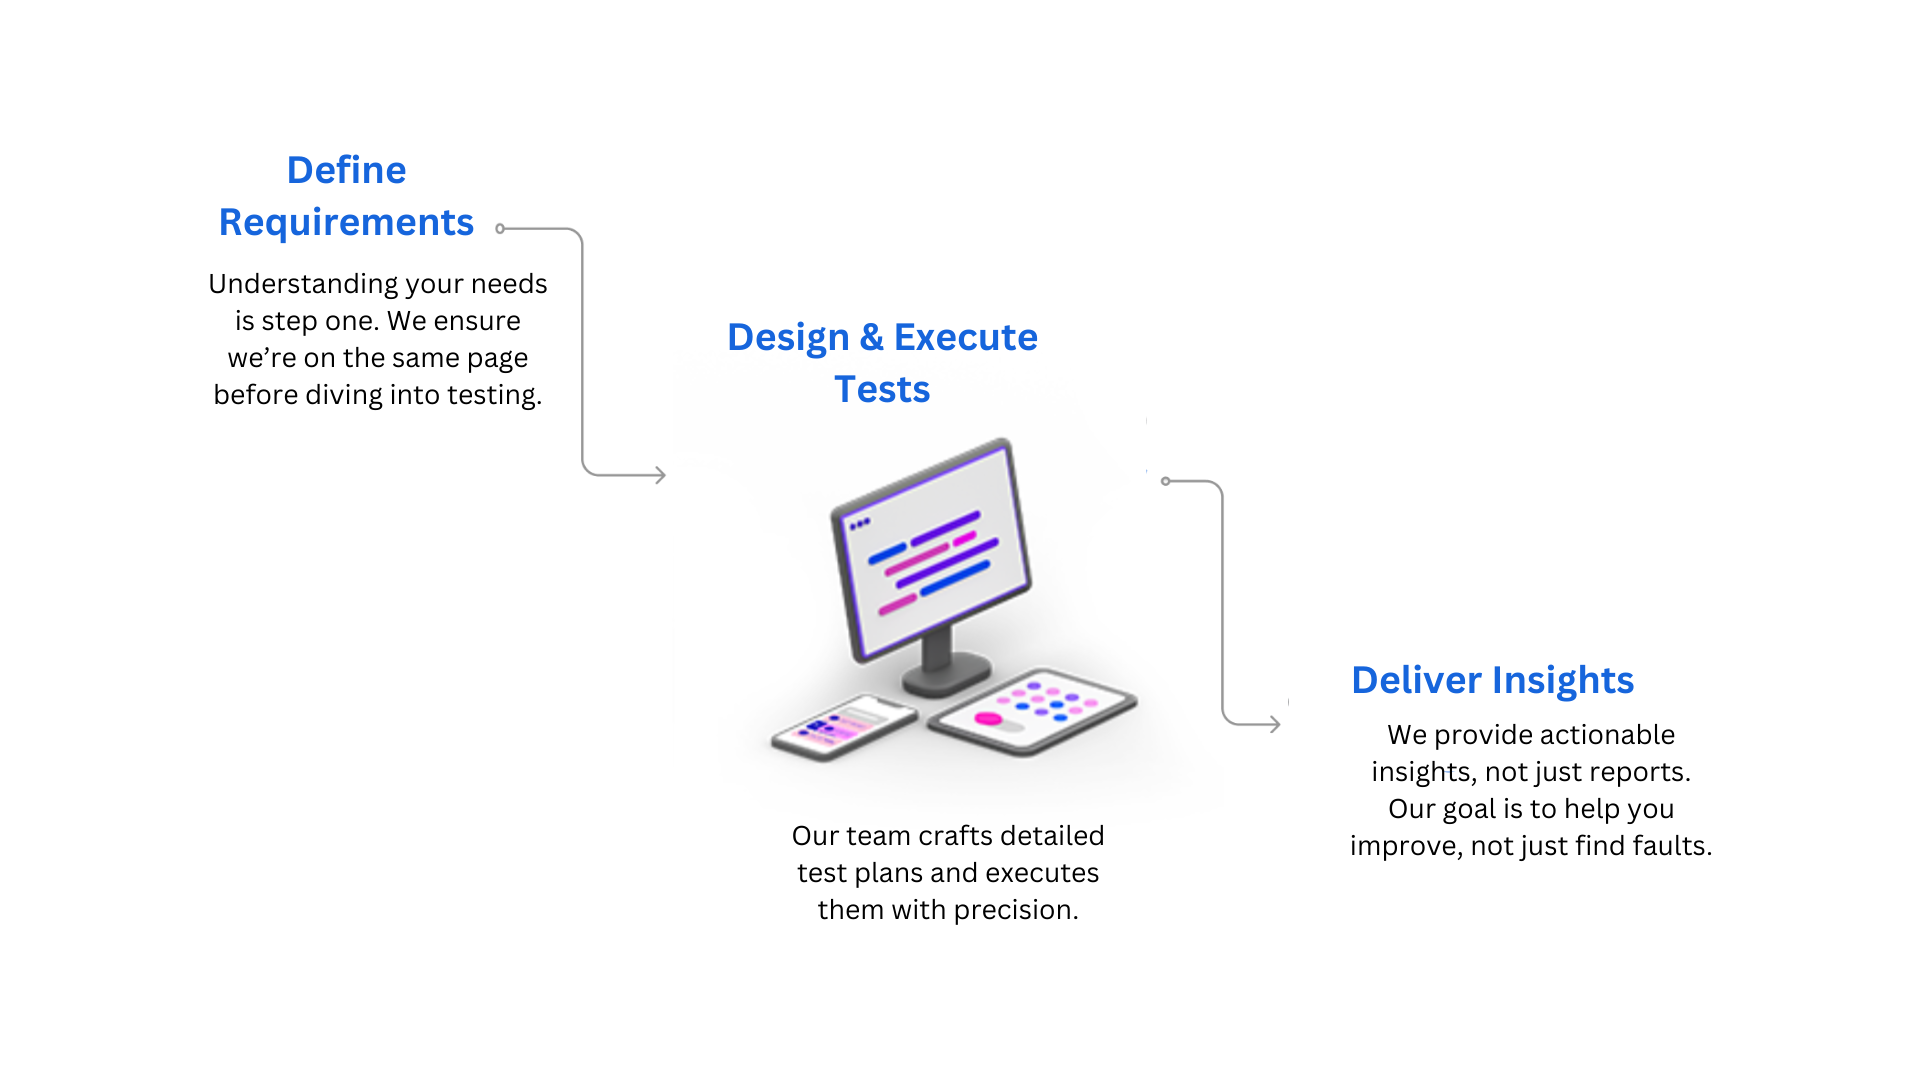 Define
Requirements
Understanding your needs
is step one. We ensure
we’re on the same page
before diving into testing.
Design & Execute
Tests
Our team crafts detailed
test plans and executes
them with precision.
Deliver Insights
We provide actionable
insights, not just reports.
Our goal is to help you
improve, not just find faults.